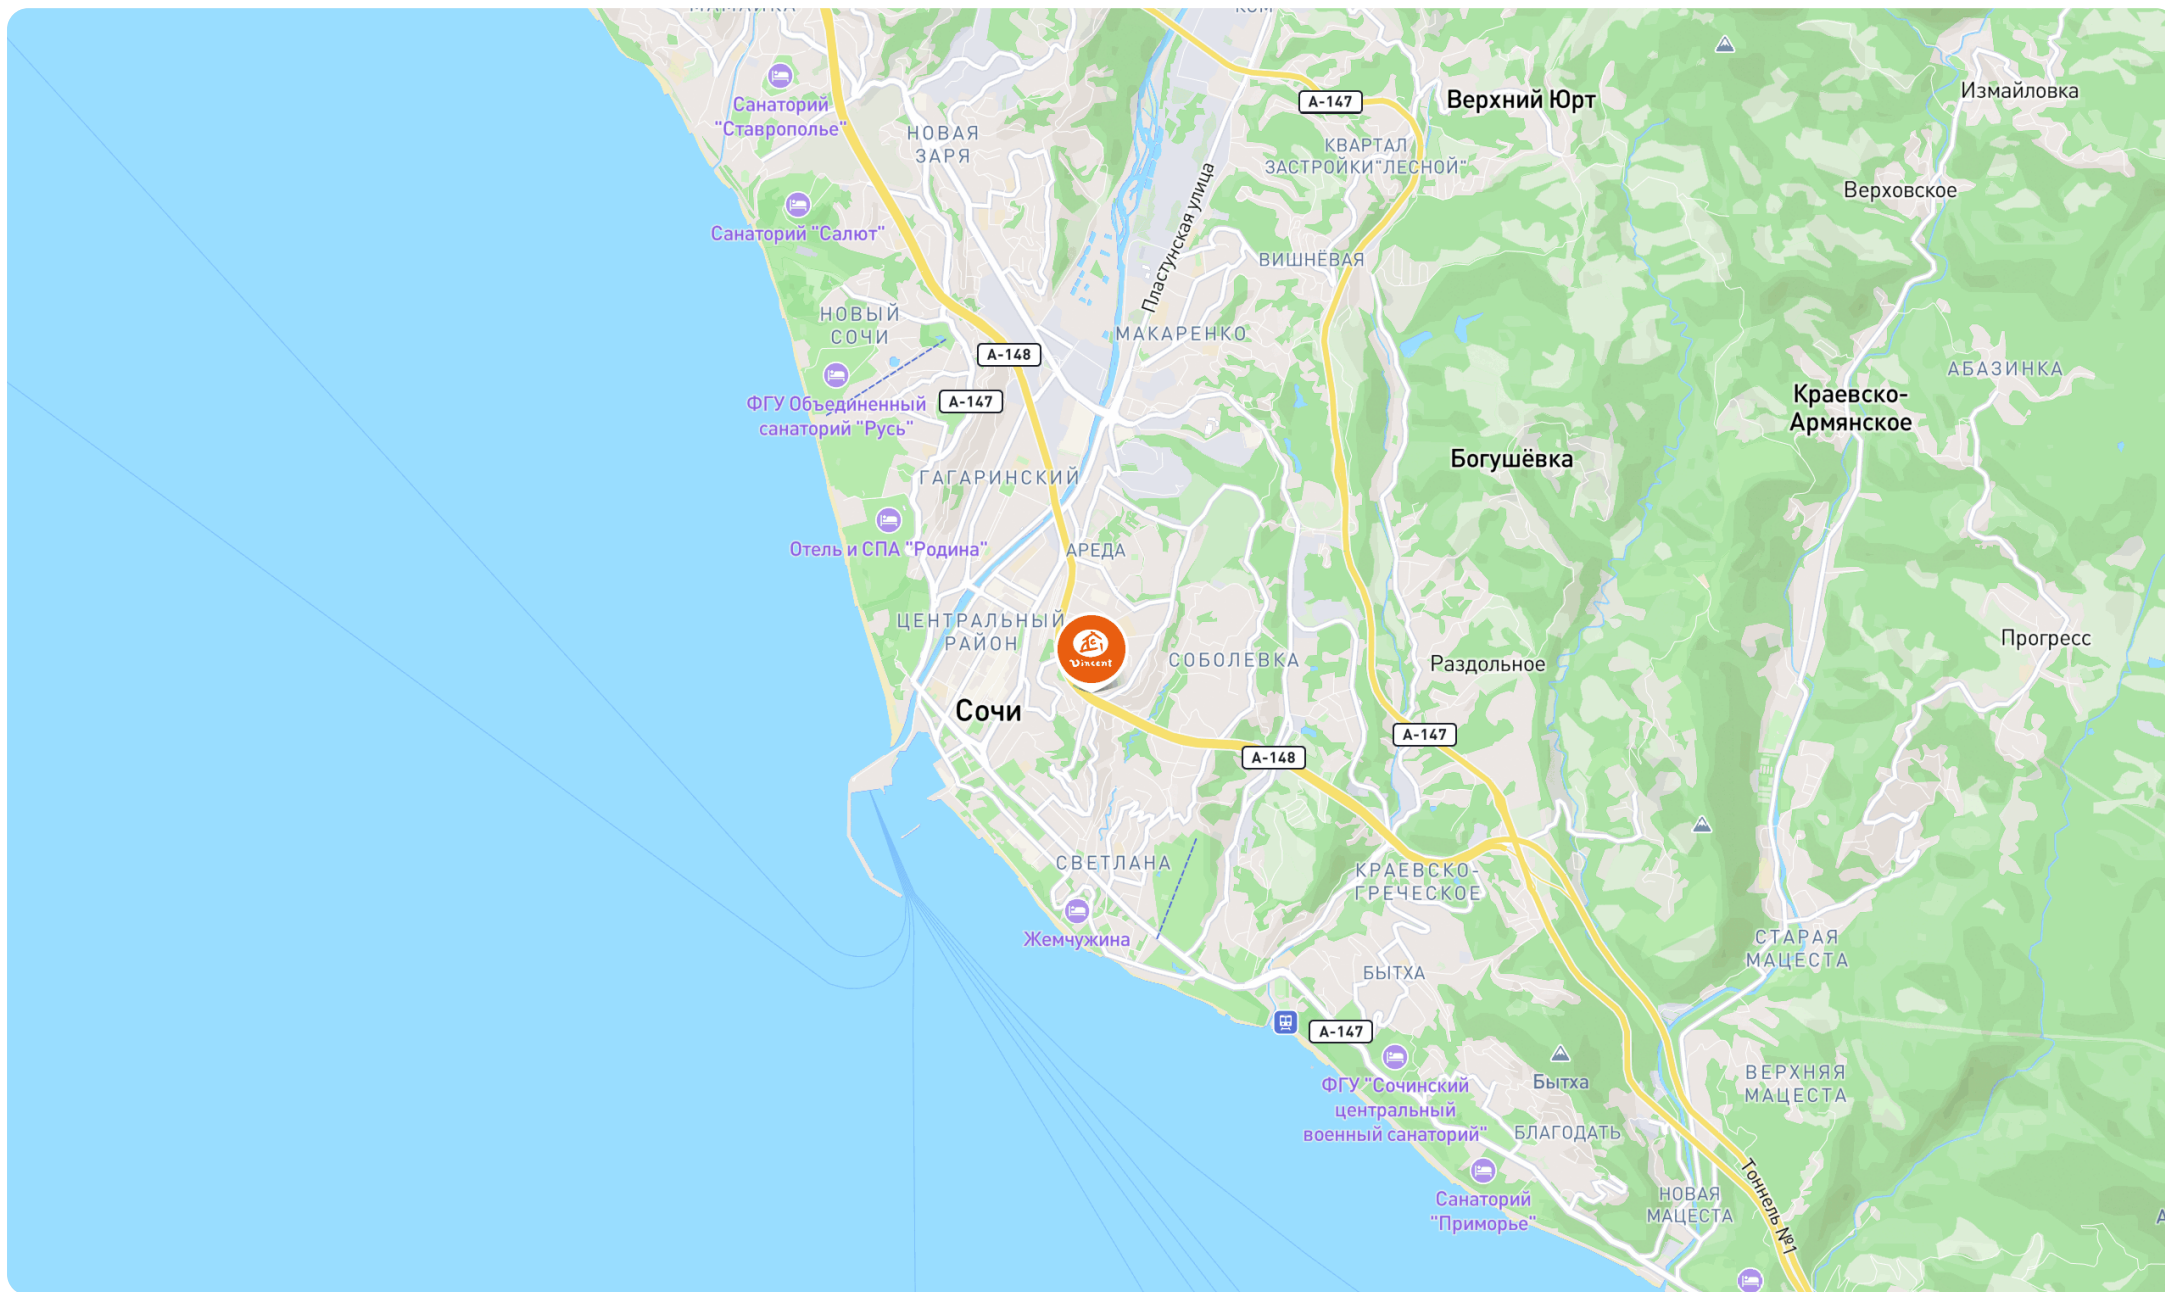 МАМАЙКА
КОМ
Санаторий
"Ставрополье"
НОВАЯ
ЗАРЯ
А-147
Верхний Юрт
Измайловка
КВАРТАЛ
ЗАСТРОЙКИ"ЛЕСНОЙ"
Верховское
Санаторий "Салют"
Пластунская улица
ВИШНЁВАЯ
НОВЫЙ
СОЧИ
МАКАРЕНКО
А-148
АБАЗИНКА
ФГУ Объединенный
санаторий "Русь"
А-147
Краевско-
Армянское
Богушёвка
ГАГАРИНСКИЙ
Отель и СПА "Родина"
АРЕДА
ЦЕНТРАЛЬНЫЙ
РАЙОН
Vincent
СОБОЛЕВКА
Раздольное
Прогресс
Сочи
А-147
А-148
СВЕТЛАНА
КРАЕВСКО-
ГРЕЧЕСКОЕ
Жемчужина
СТАРАЯ
МАЦЕСТА
БЫТХА
А-147
ФГУ "Сочинский
центральный
военный санаторий"
Бытха
ВЕРХНЯЯ
МАЦЕСТА
БЛАГОДАТЬ
Санаторий
"Приморье"
НОВАЯ
МАЦЕСТА
Тоннель №1